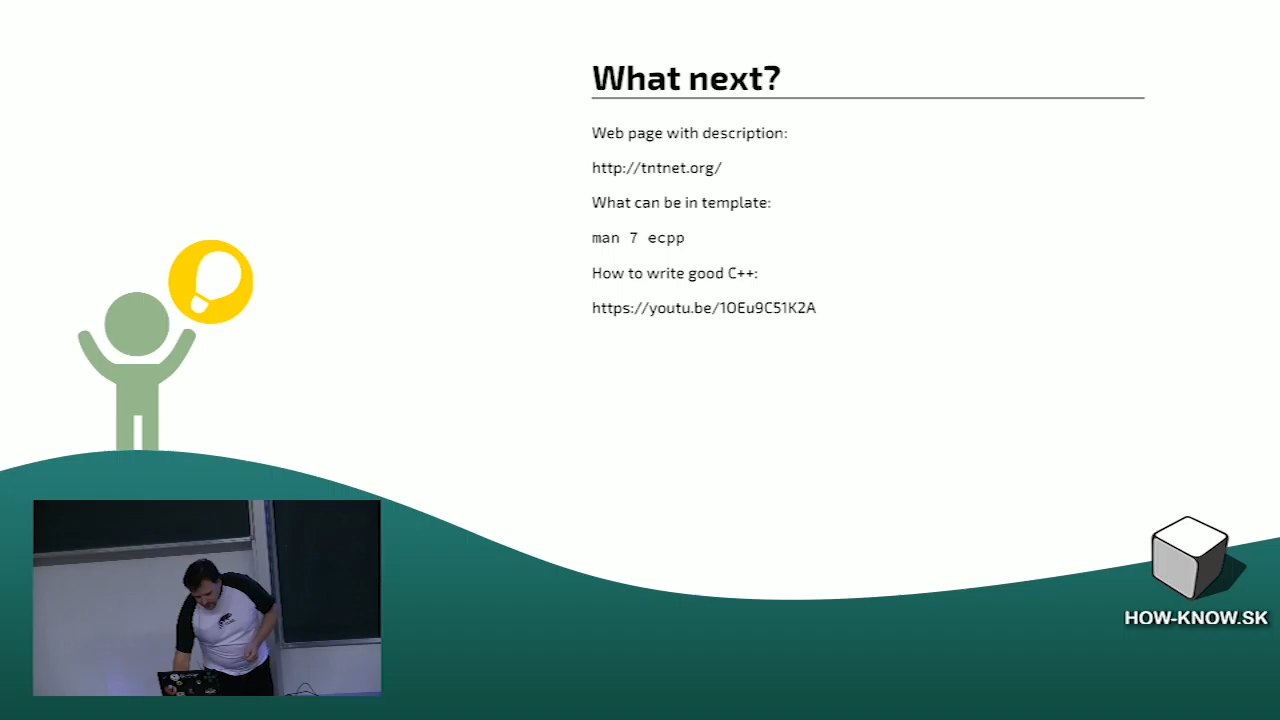 What next?
Web page with description:
http://tntnet.org/
What can be in template:
man 7 ecpp
How to write good C++:
https://youtu.be/1OEu9C51K2A
HOW-KNOW.SK